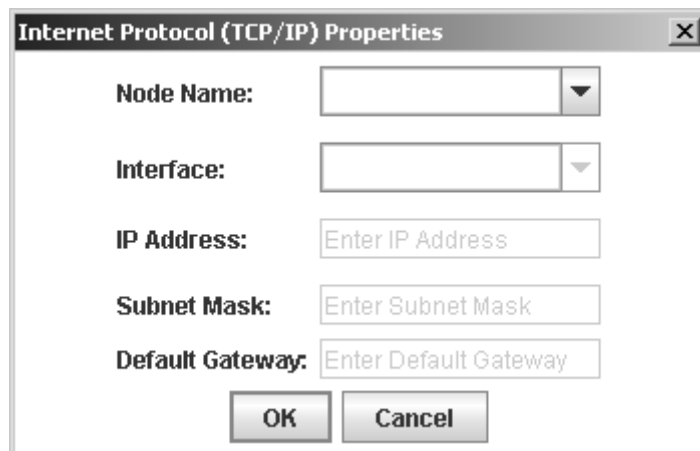 Internet Protocol (TCP/IP) Properties
Node Name:
Interface:
IP Address: Enter IP Address
Subnet Mask: Enter Subnet Mask
Default Gateway: Enter Default Gateway
OK Cancel